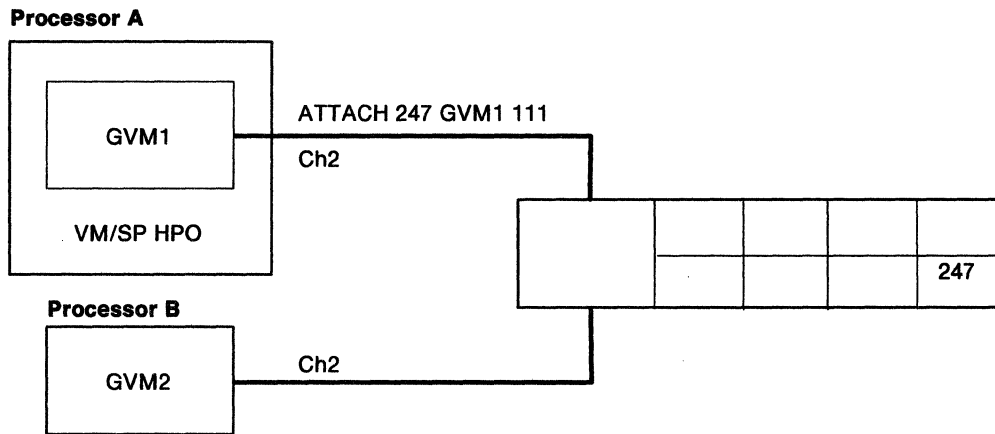 Processor A
ATTACH 247 GVM1 111
GVM1
Ch2
VM/SP HPO
247
Processor B
Ch2
GVM2